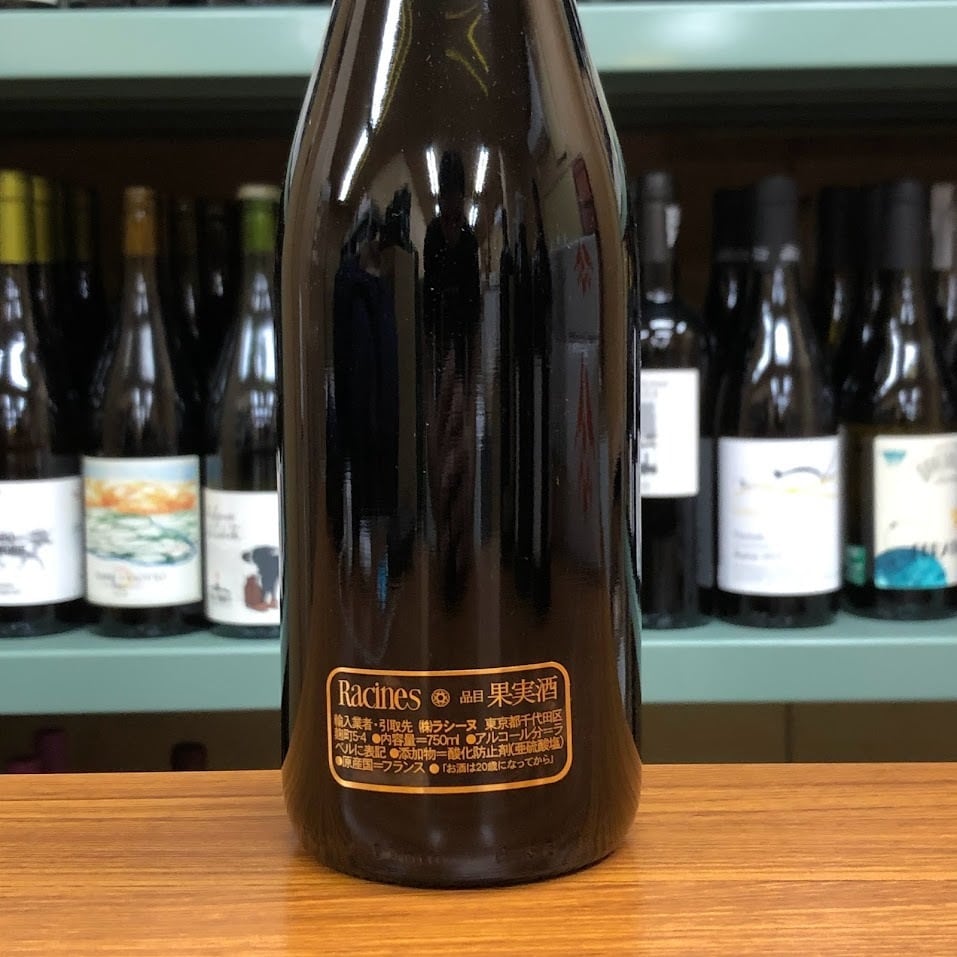 Racines 品目 果実酒
輸入業者・引取先 ㈱ラシーヌ 東京都千代田区
麹町5-4 ●内容量=750ml ●アルコール分=ラ
ベルに表記 ●添加物=酸化防止剤(亜硫酸塩)
●原産国=フランス ●「お酒は20歳になってから」